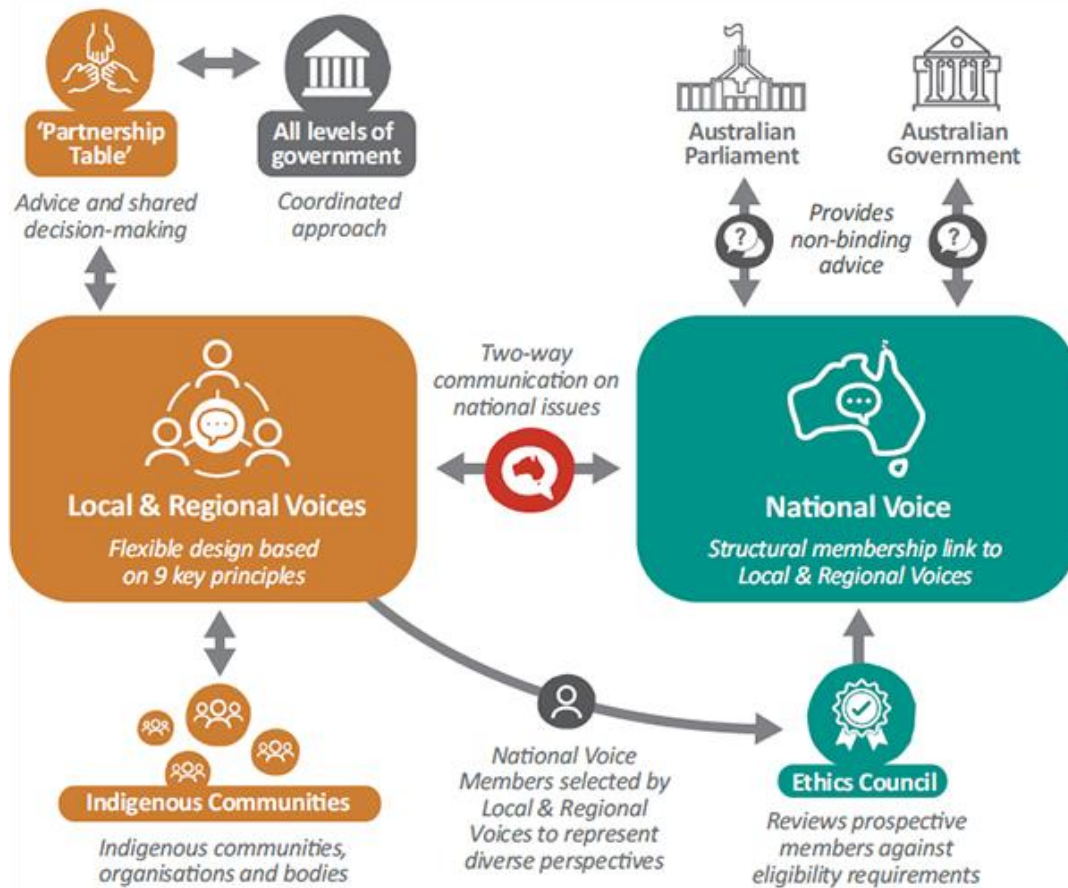 'Partnership
Table'
Advice and shared
decision-making
All levels of
government
Coordinated
approach
Australian
Parliament
Australian
Government
?
Provides
non-binding
advice
?
Local & Regional Voices
Flexible design based
on 9 key principles
Two-way
communication on
national issues
National Voice
Structural membership link to
Local & Regional Voices
Indigenous Communities
Indigenous communities,
organisations and bodies
National Voice
Members selected by
Local & Regional
Voices to represent
diverse perspectives
Ethics Council
Reviews prospective
members against
eligibility requirements